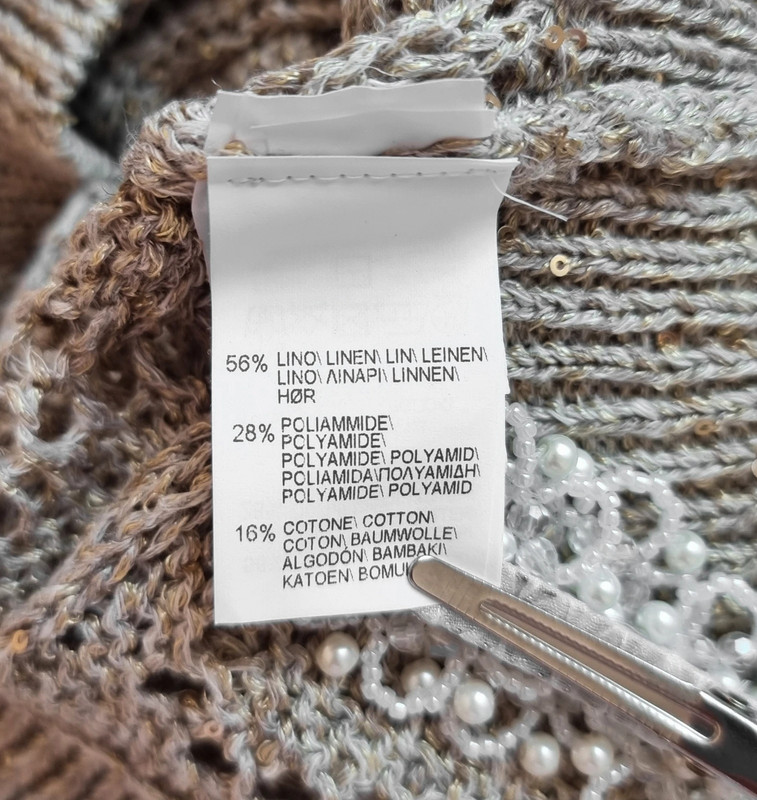 56% LINO\ LINEN\ LIN\ LEINEN\
LINO\ ΛΙΝΑΡΙ\ LINNEN\
HØR
28% POLIAMMIDE\
POLYAMIDE\
POLYAMIDE\ POLYAMID\
POLIAMIDA\ΠΟΛΥΑΜΙΔΗ\
POLYAMIDE\ POLYAMID
16% COTONE\ COTTON\
COTON\ BAUMWOLLE\
ALGODÓN\ BAMBAKI\
KATOEN\